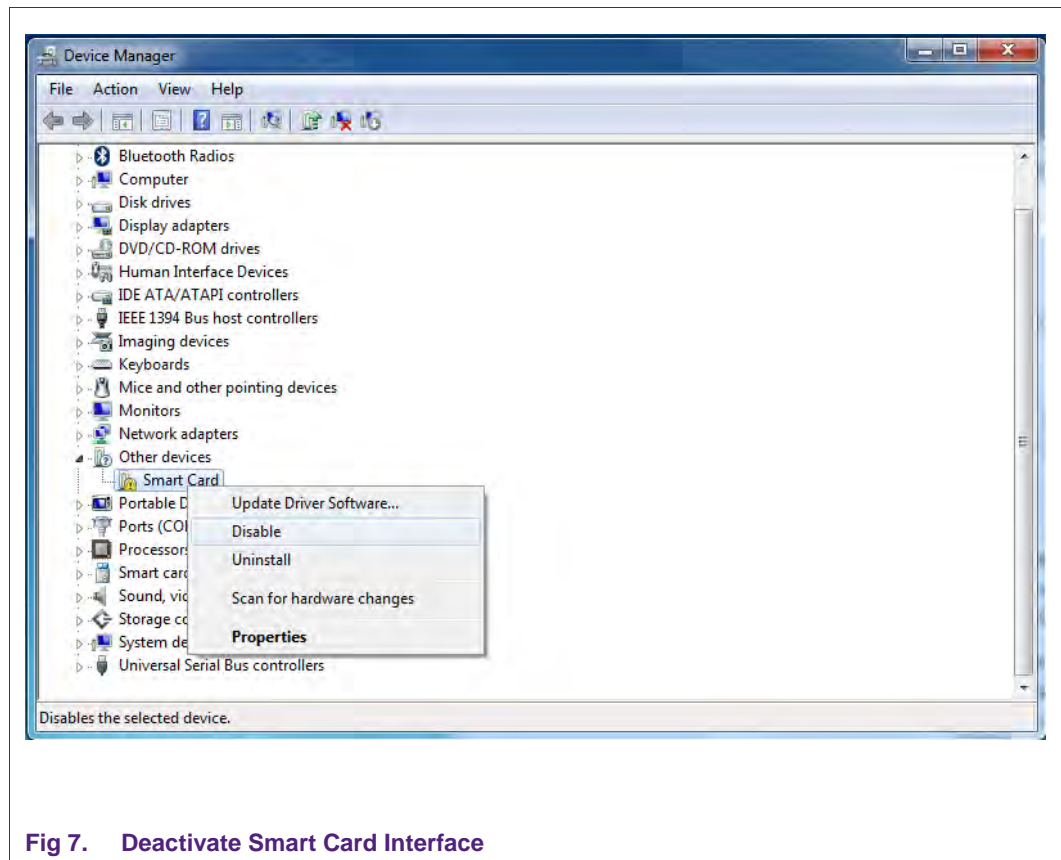 Device Manager
File Action View Help
Bluetooth Radios
Computer
Disk drives
Display adapters
DVD/CD-ROM drives
Human Interface Devices
IDE ATA/ATAPI controllers
IEEE 1394 Bus host controllers
Imaging devices
Keyboards
Mice and other pointing devices
Monitors
Network adapters
Other devices
Smart Card
Portable D
Update Driver Software...
Ports (CO
Disable
Processors
Uninstall
Smart car
Sound, vi
Scan for hardware changes
Storage co
System de
Properties
Universal Serial Bus controllers
Disables the selected device.
Fig 7. Deactivate Smart Card Interface